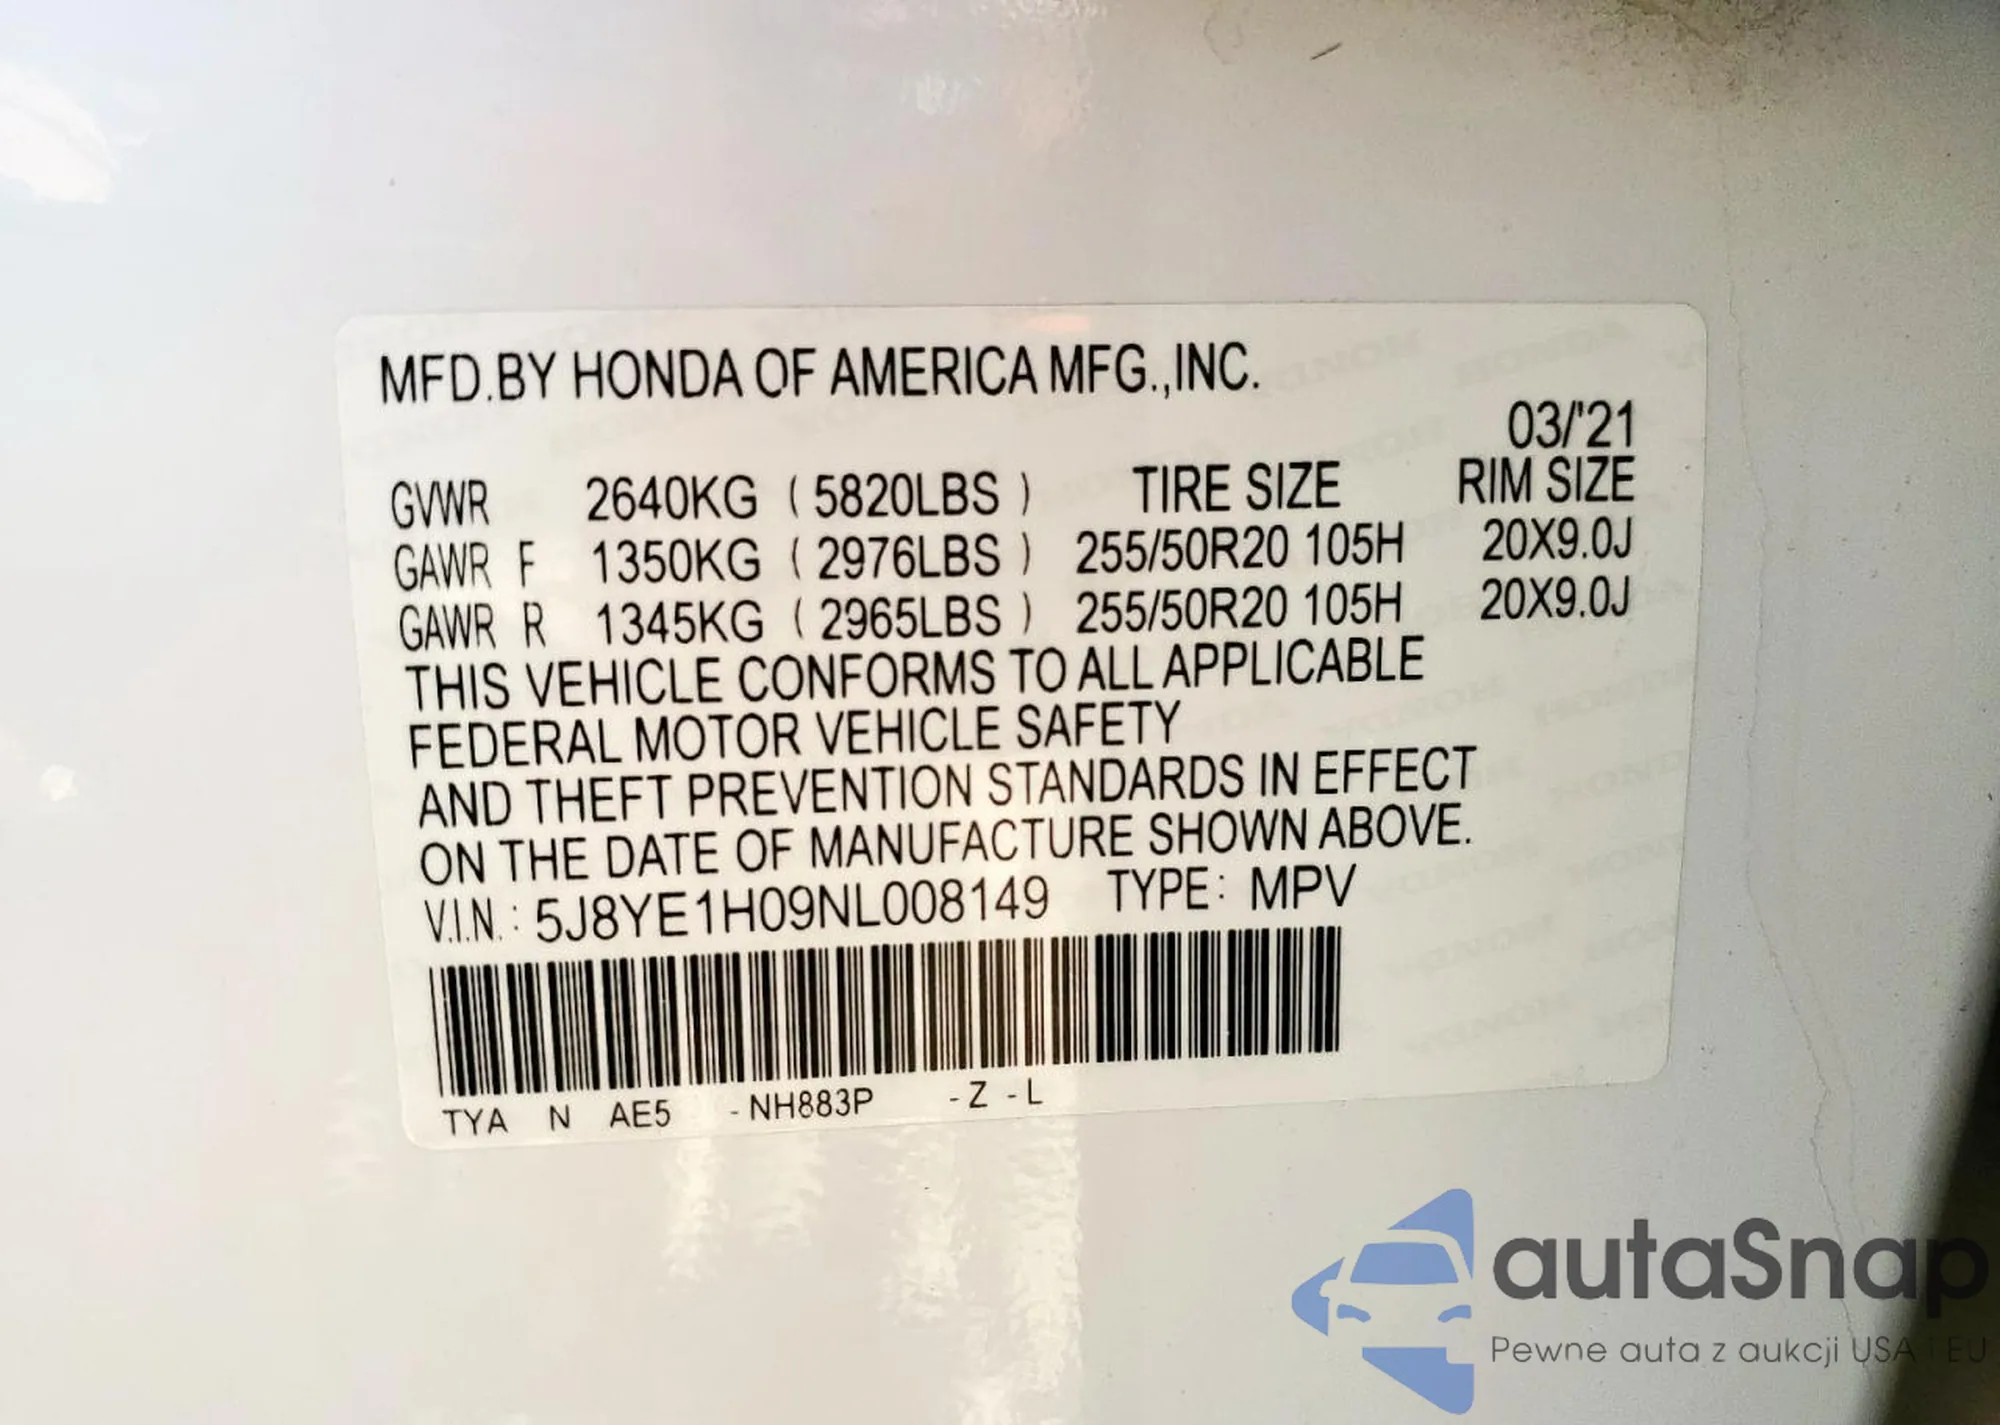 MFD.BY HONDA OF AMERICA MFG.,INC.
03/'21
GVWR 2640KG ( 5820LBS ) TIRE SIZE RIM SIZE
GAWR F 1350KG ( 2976LBS ) 255/50R20 105H 20X9.0J
GAWR R 1345KG ( 2965LBS ) 255/50R20 105H 20X9.0J
THIS VEHICLE CONFORMS TO ALL APPLICABLE
FEDERAL MOTOR VEHICLE SAFETY
AND THEFT PREVENTION STANDARDS IN EFFECT
ON THE DATE OF MANUFACTURE SHOWN ABOVE.
V.I.N. : 5J8YE1H09NL008149 TYPE: MPV
TYA N AE5 - NH883P - Z - L
autaSnap
Pewne auta z aukcji USA i EU